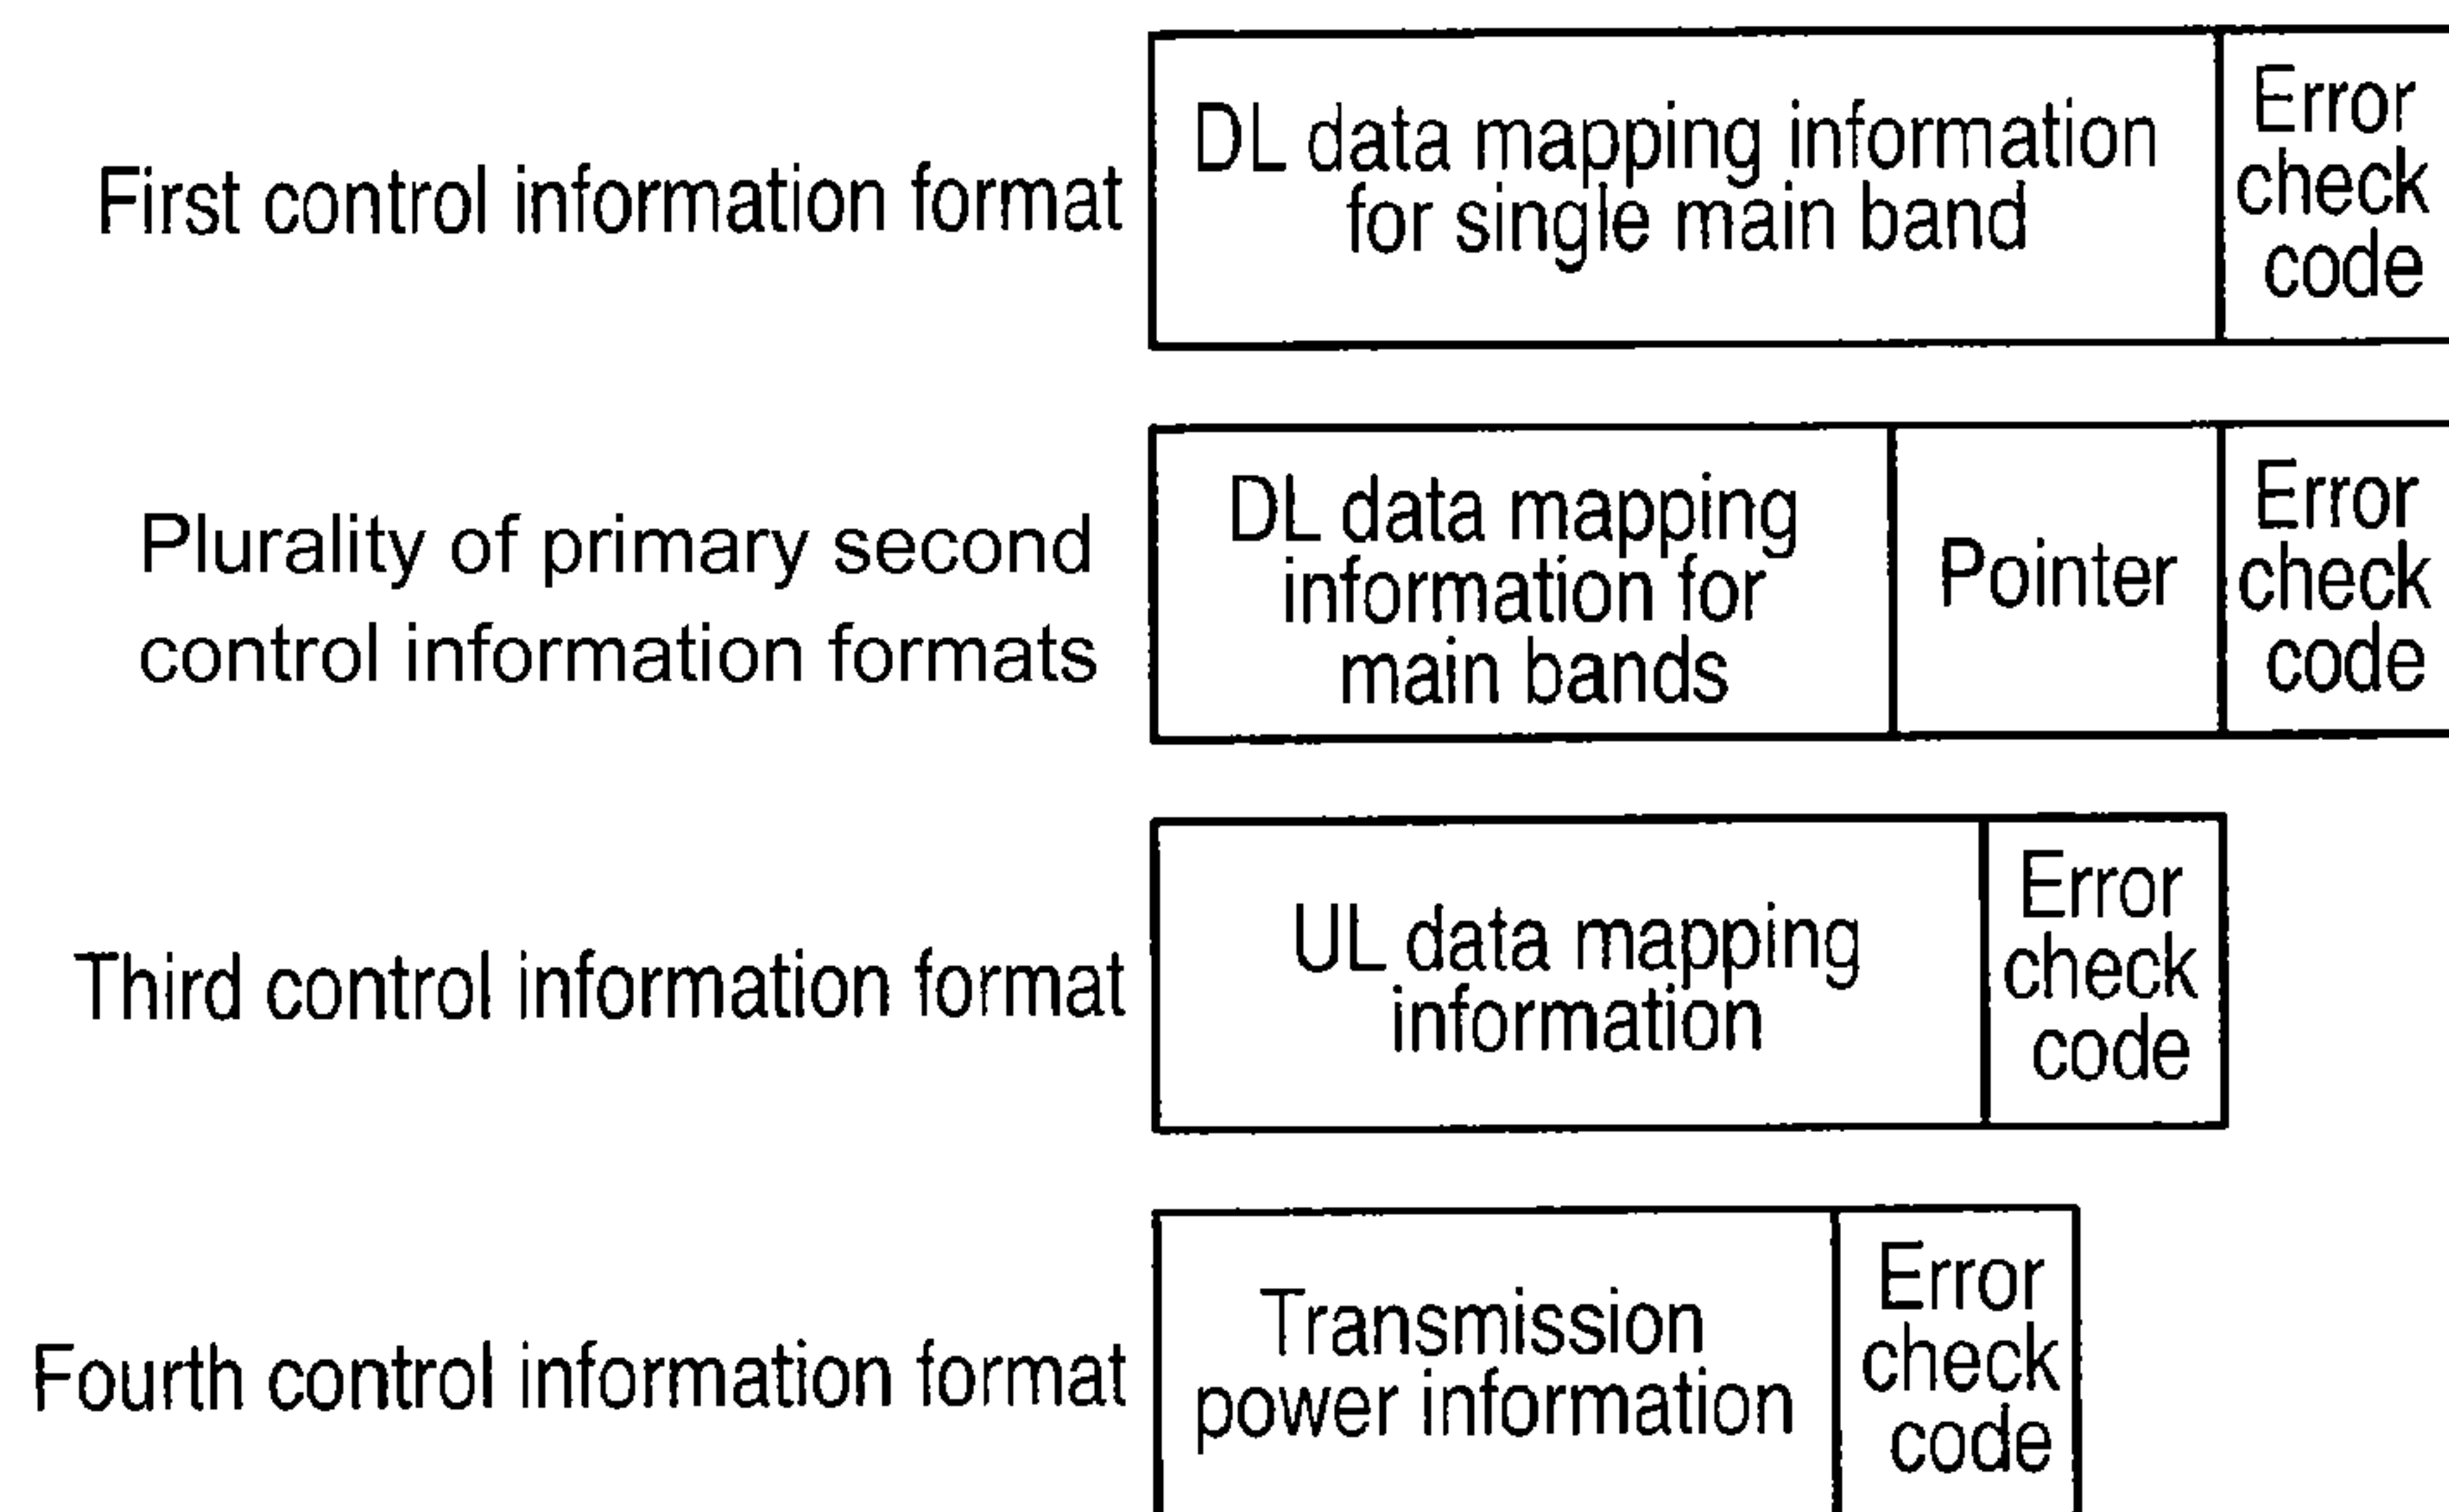 First control information format
DL data mapping information
for single main band
Error
check
code
Plurality of primary second
control information formats
DL data mapping
information for
main bands
Pointer
Error
check
code
Third control information format
UL data mapping
information
Error
check
code
Fourth control information format
Transmission
power information
Error
check
code